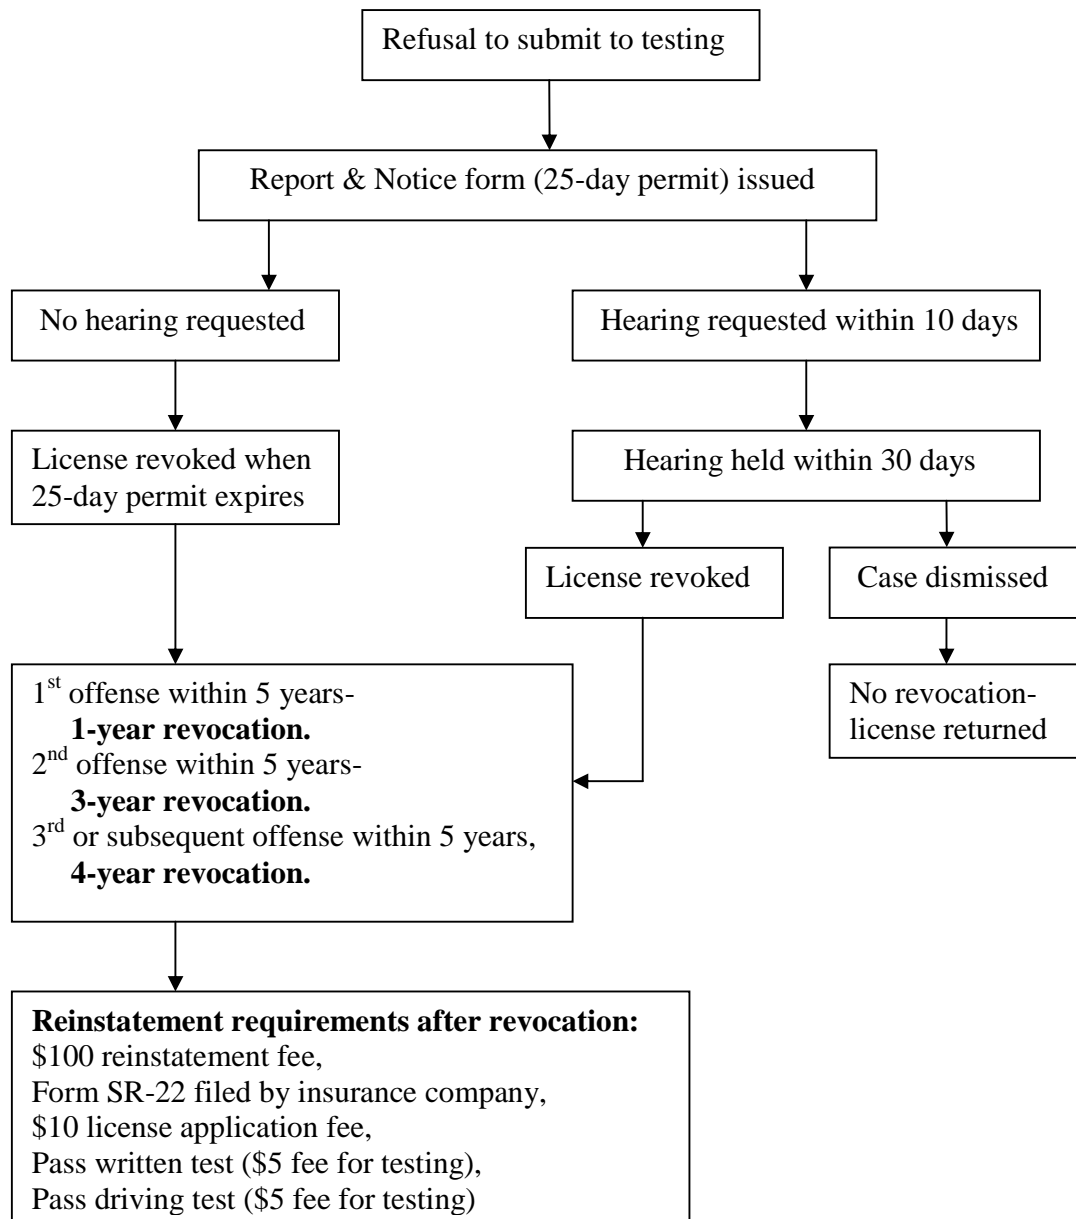 Refusal to submit to testing
Report & Notice form (25-day permit) issued
No hearing requested
Hearing requested within 10 days
License revoked when
25-day permit expires
Hearing held within 30 days
License revoked
Case dismissed
1st offense within 5 years-
1-year revocation.
2nd offense within 5 years-
3-year revocation.
3rd or subsequent offense within 5 years,
4-year revocation.
No revocation-
license returned
Reinstatement requirements after revocation:
$100 reinstatement fee,
Form SR-22 filed by insurance company,
$10 license application fee,
Pass written test ($5 fee for testing),
Pass driving test ($5 fee for testing)